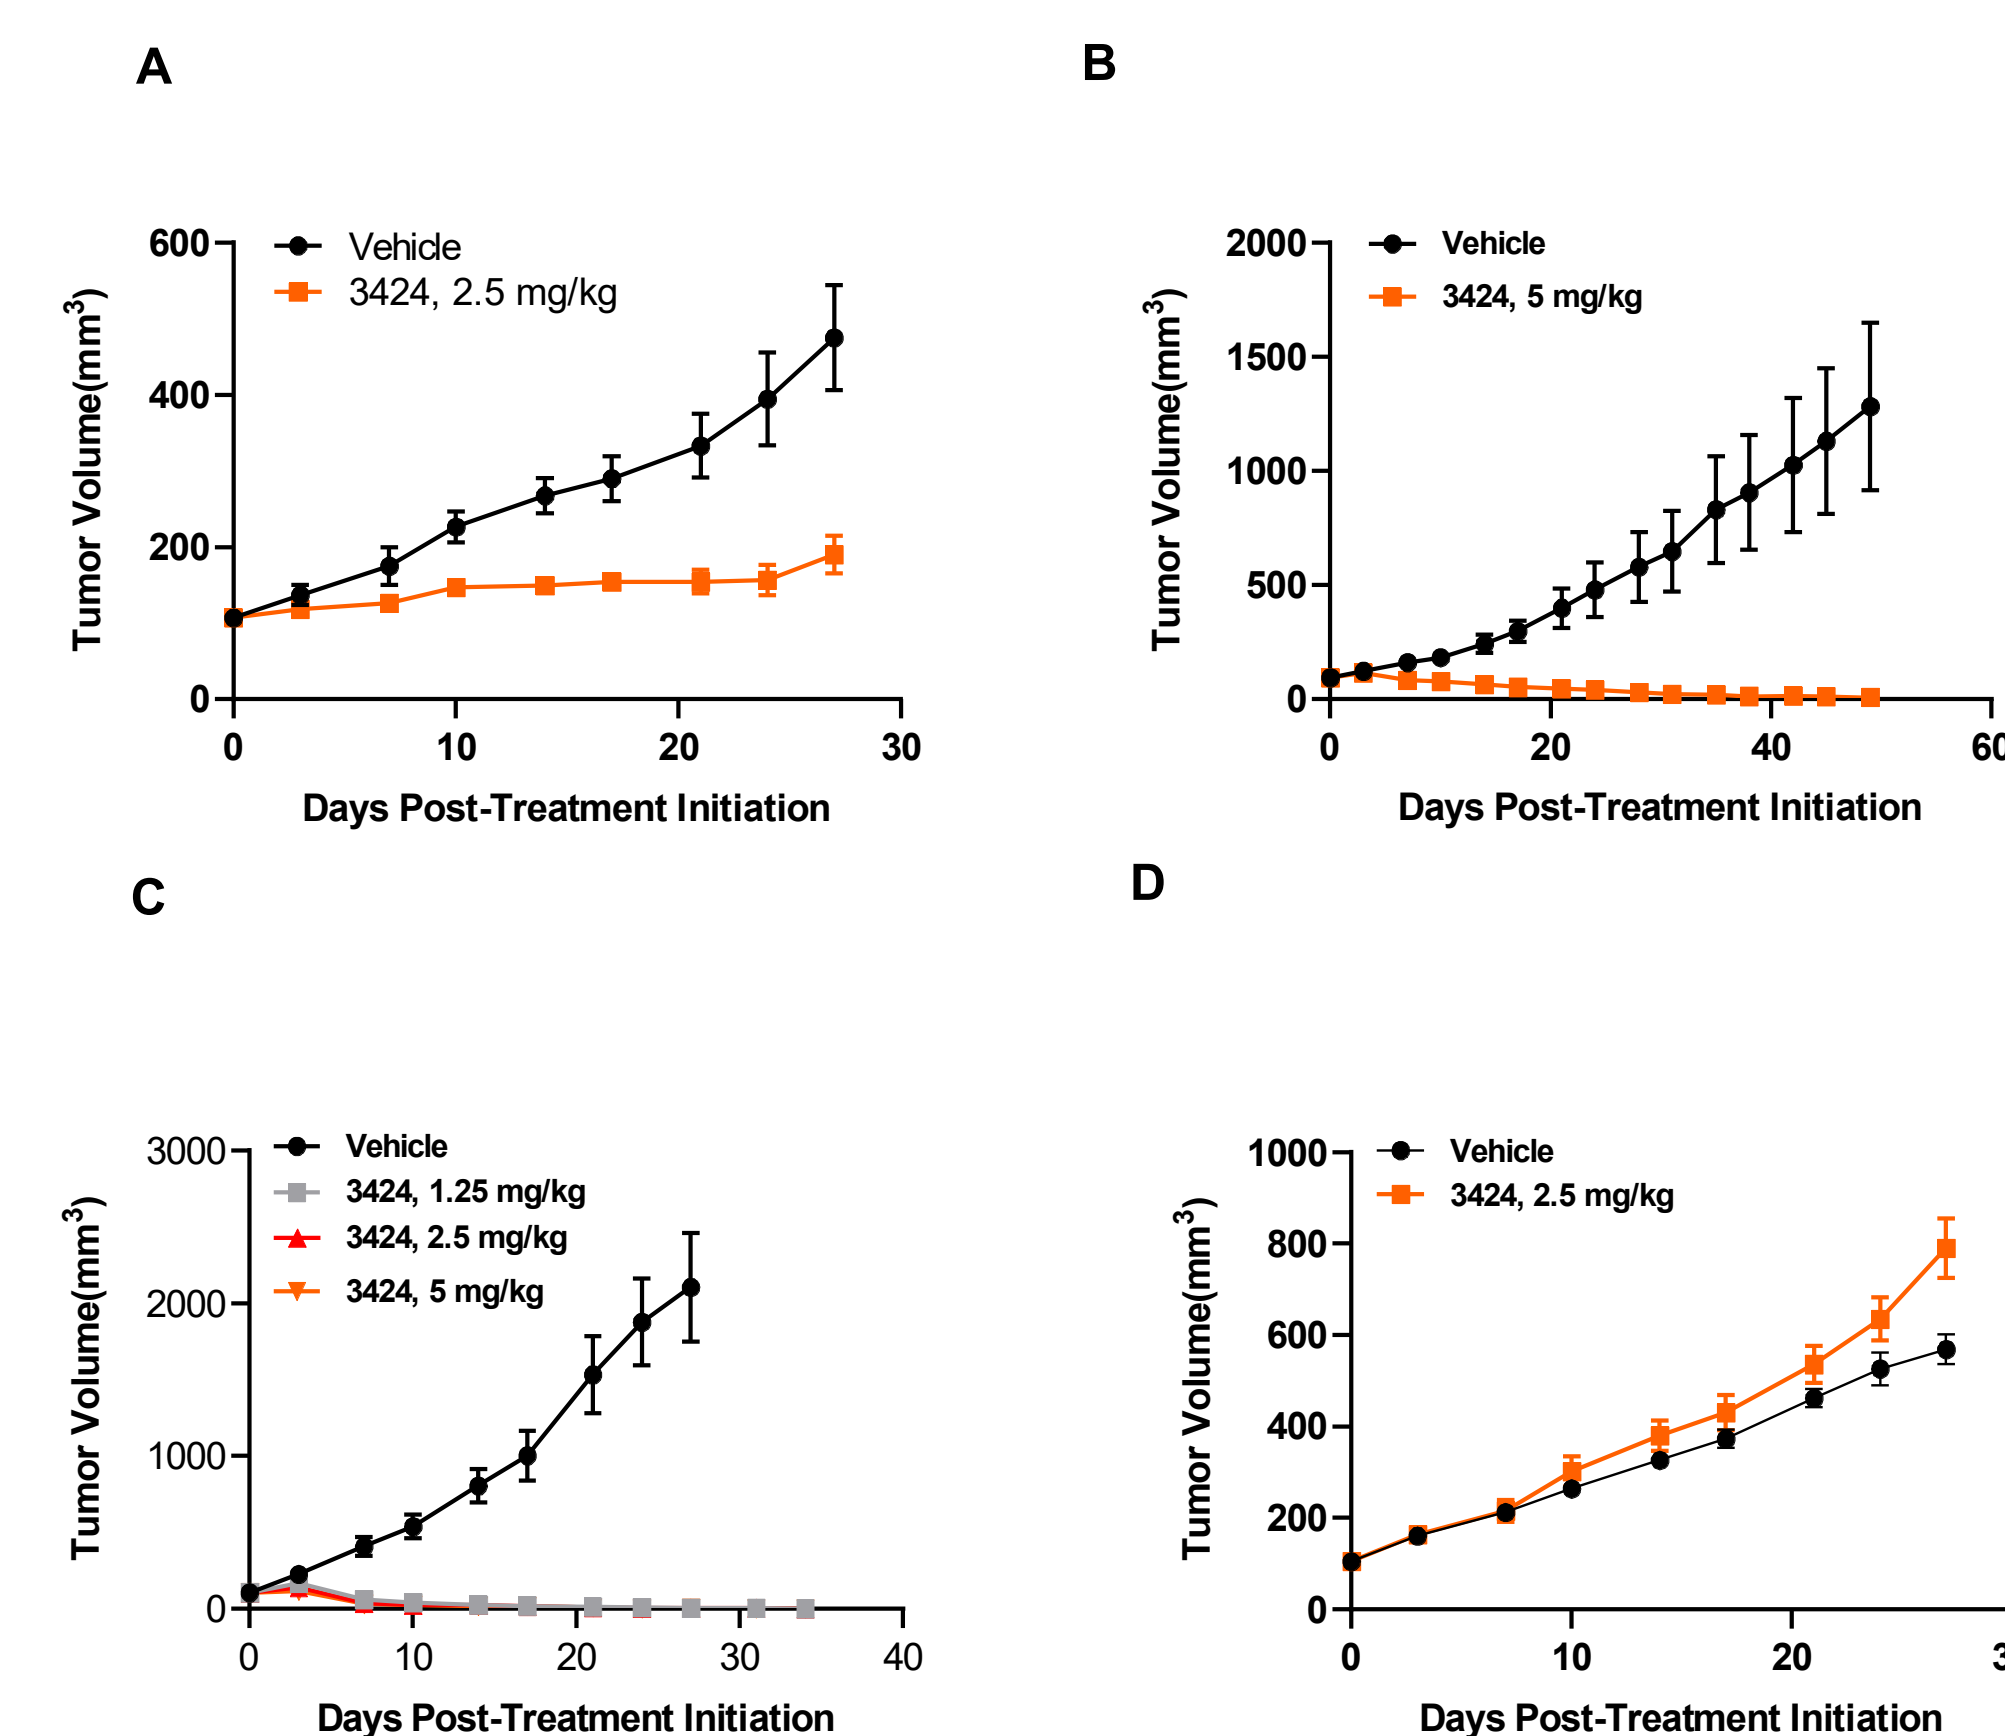 A
B
600
400
200
0
Vehicle
3424, 2.5 mg/kg
Tumor Volume(mm³)
0 10 20 30
Days Post-Treatment Initiation
2000
1500
1000
500
0
Vehicle
3424, 5 mg/kg
Tumor Volume(mm³)
0 20 40 60
Days Post-Treatment Initiation
C
D
3000
2000
1000
0
Vehicle
3424, 1.25 mg/kg
3424, 2.5 mg/kg
3424, 5 mg/kg
Tumor Volume(mm³)
0 10 20 30 40
Days Post-Treatment Initiation
1000
800
600
400
200
0
Vehicle
3424, 2.5 mg/kg
Tumor Volume(mm³)
0 10 20 3
Days Post-Treatment Initiation